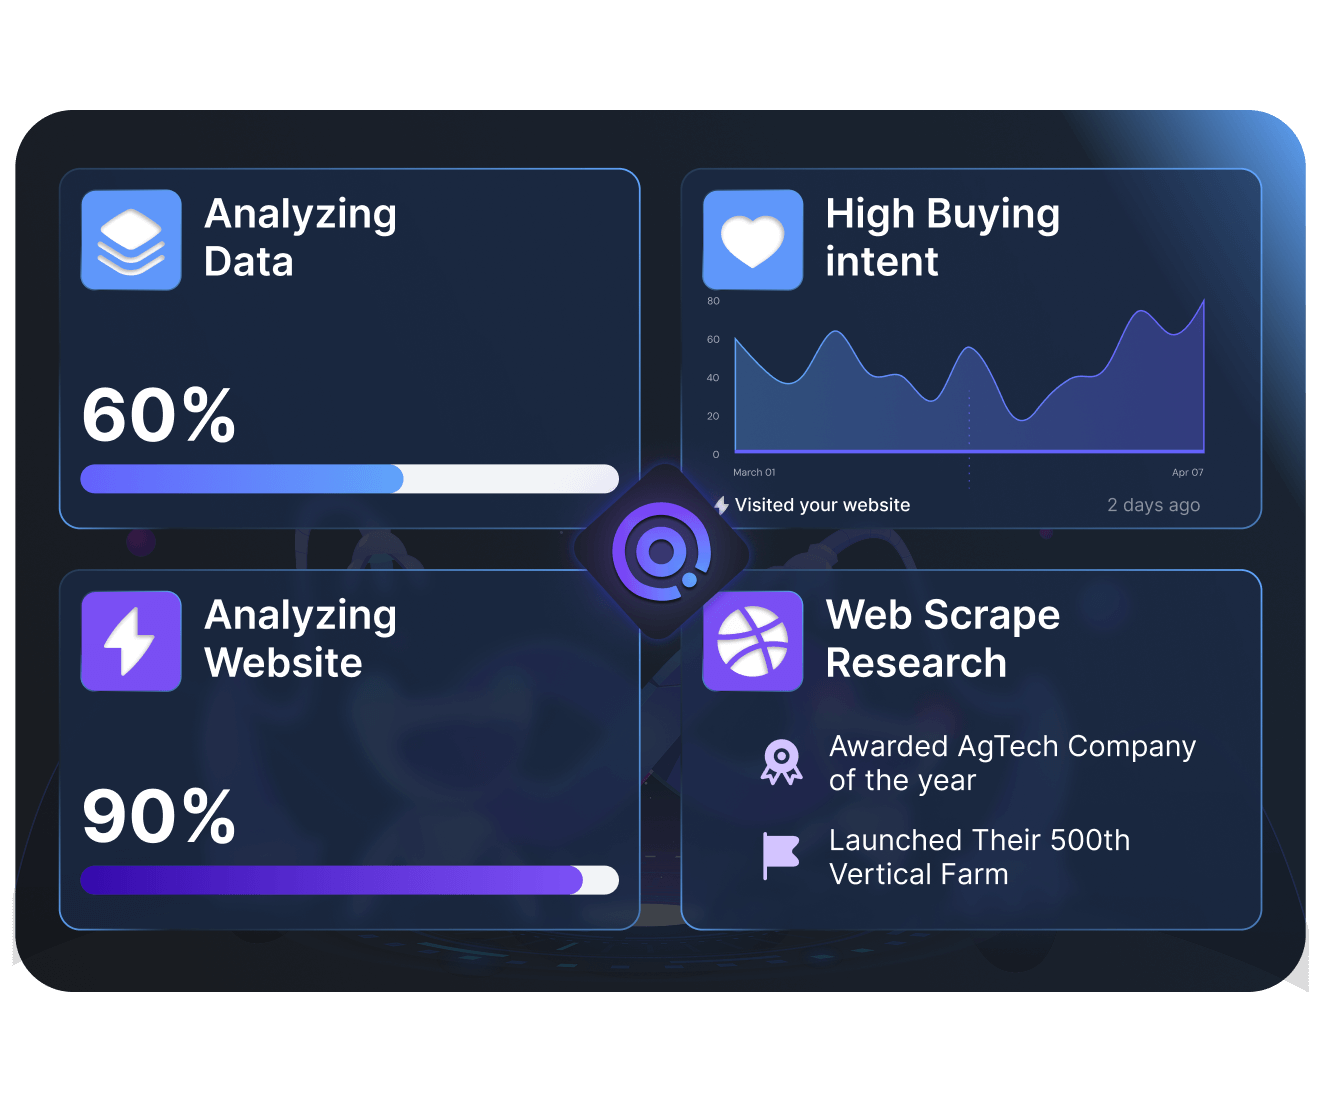 Analyzing
Data
60%
High Buying
intent
80
60
40
20
0
March 01
Apr 07
Visited your website
2 days ago
Analyzing
Website
90%
Web Scrape
Research
Awarded AgTech Company
of the year
Launched Their 500th
Vertical Farm